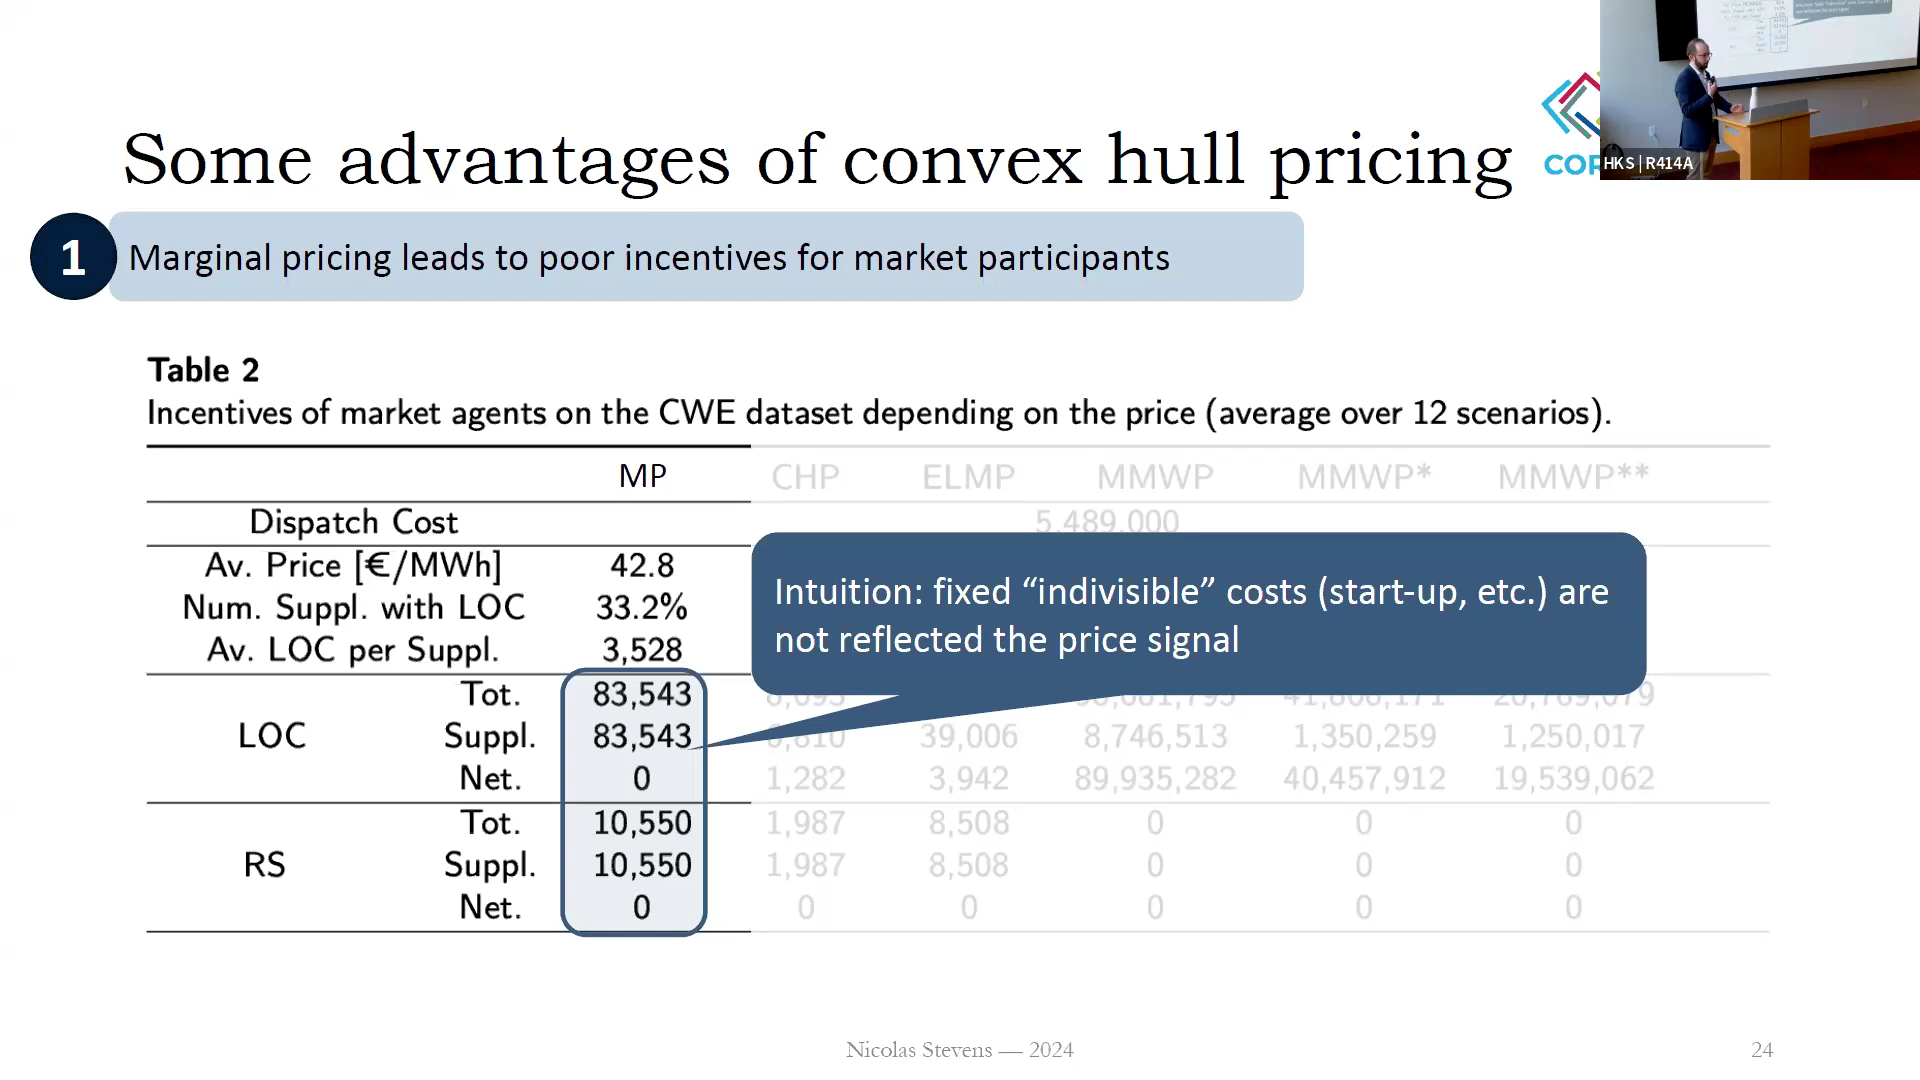 Some advantages of convex hull pricing
COR
HKS | R414A
1
Marginal pricing leads to poor incentives for market participants
Table 2
Incentives of market agents on the CWE dataset depending on the price (average over 12 scenarios).
MP CHP ELMP MMWP MMWP* MMWP**
Dispatch Cost 5,489,000
Av. Price [€/MWh] 42.8
Num. Suppl. with LOC 33.2%
Av. LOC per Suppl. 3,528
Intuition: fixed “indivisible” costs (start-up, etc.) are
not reflected the price signal
Tot. 83,543
LOC Suppl. 83,543 39,006 8,746,513 1,350,259 1,250,017
Net. 0 1,282 3,942 89,935,282 40,457,912 19,539,062
Tot. 10,550 1,987 8,508 0 0 0
RS Suppl. 10,550 1,987 8,508 0 0 0
Net. 0 0 0 0 0 0
Nicolas Stevens — 2024
24